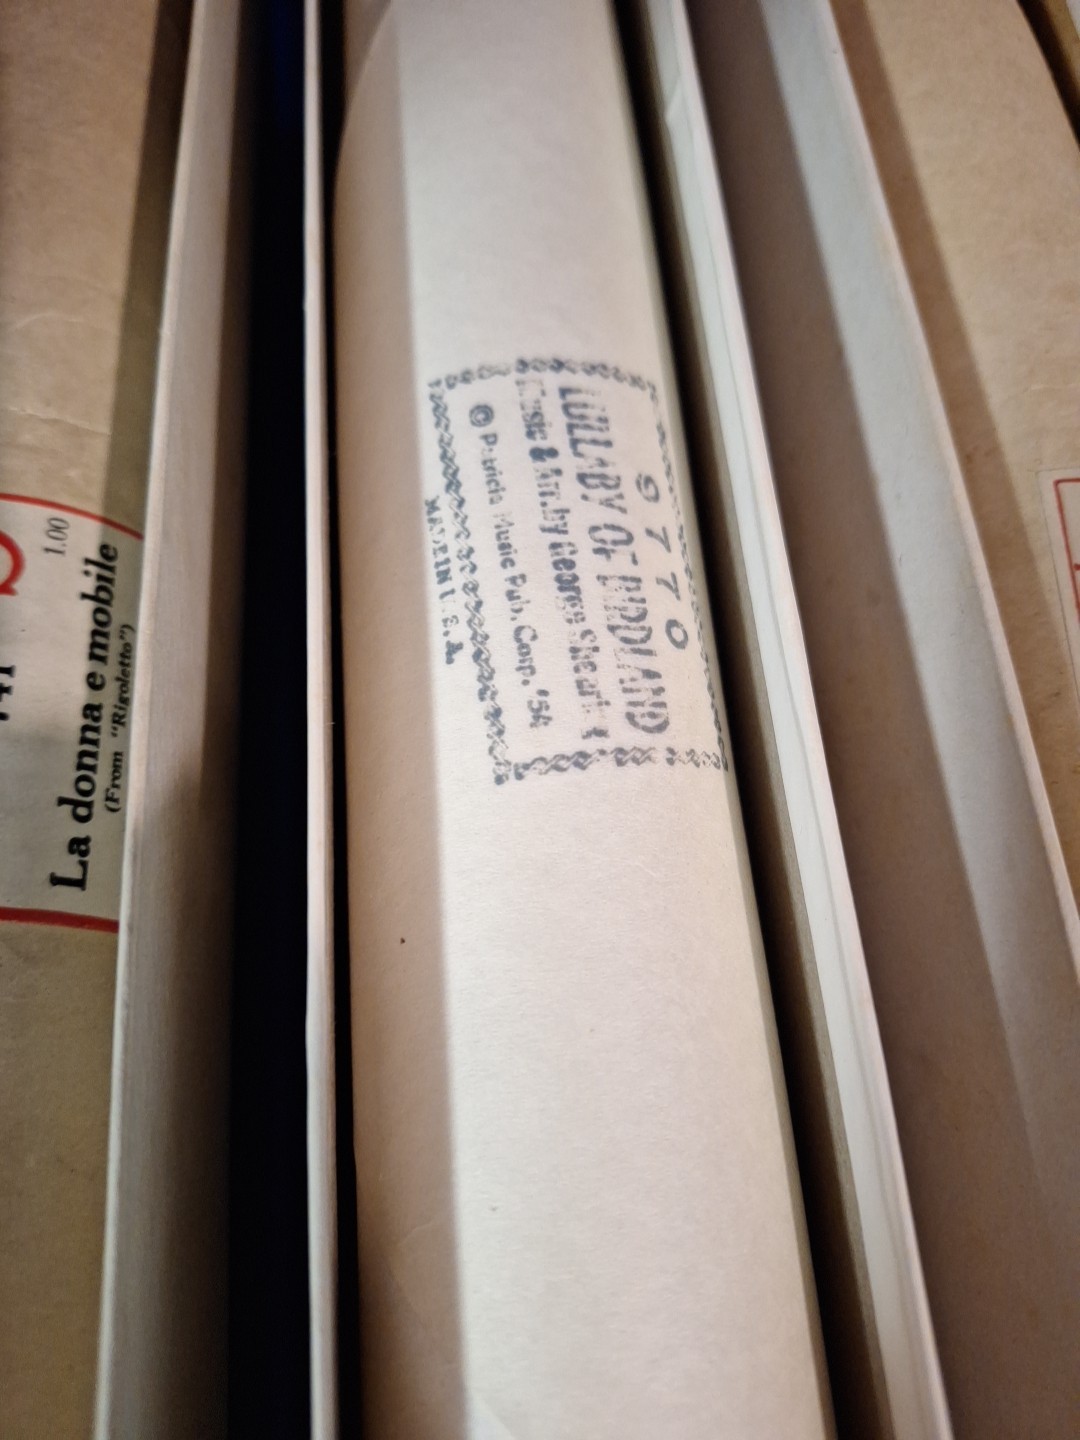 9770
LULLABY OF BIRDLAND
Music & Arr. by George Shearing
© Patricia Music Pub. Corp. '54
MADE IN U.S.A.
1.00
La donna e mobile
(From "Rigoletto")